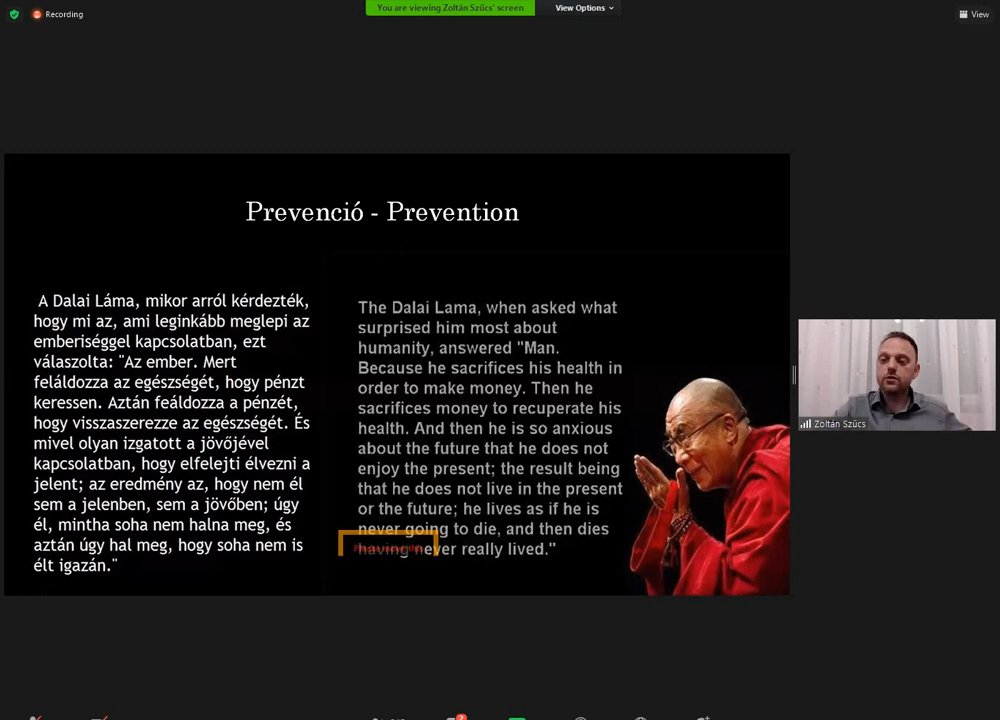 Recording
You are viewing Zoltán Szűcs' screen
View Options
View
Prevenció - Prevention
A Dalai Láma, mikor arról kérdezték,
hogy mi az, ami leginkább meglepi az
emberiséggel kapcsolatban, ezt
válaszolta: "Az ember. Mert
feláldozza az egészségét, hogy pénzt
keressen. Aztán feáldozza a pénzét,
hogy visszaszerezze az egészségét. És
mivel olyan izgatott a jövőjével
kapcsolatban, hogy elfelejti élvezni a
jelent; az eredmény az, hogy nem él
sem a jelenben, sem a jövőben; úgy
él, mintha soha nem halna meg, és
aztán úgy hal meg, hogy soha nem is
élt igazán."
The Dalai Lama, when asked what
surprised him most about
humanity, answered "Man.
Because he sacrifices his health in
order to make money. Then he
sacrifices money to recuperate his
health. And then he is so anxious
about the future that he does not
enjoy the present; the result being
that he does not live in the present
or the future; he lives as if he is
never going to die, and then dies
having never really lived."
Zoltán Szűcs